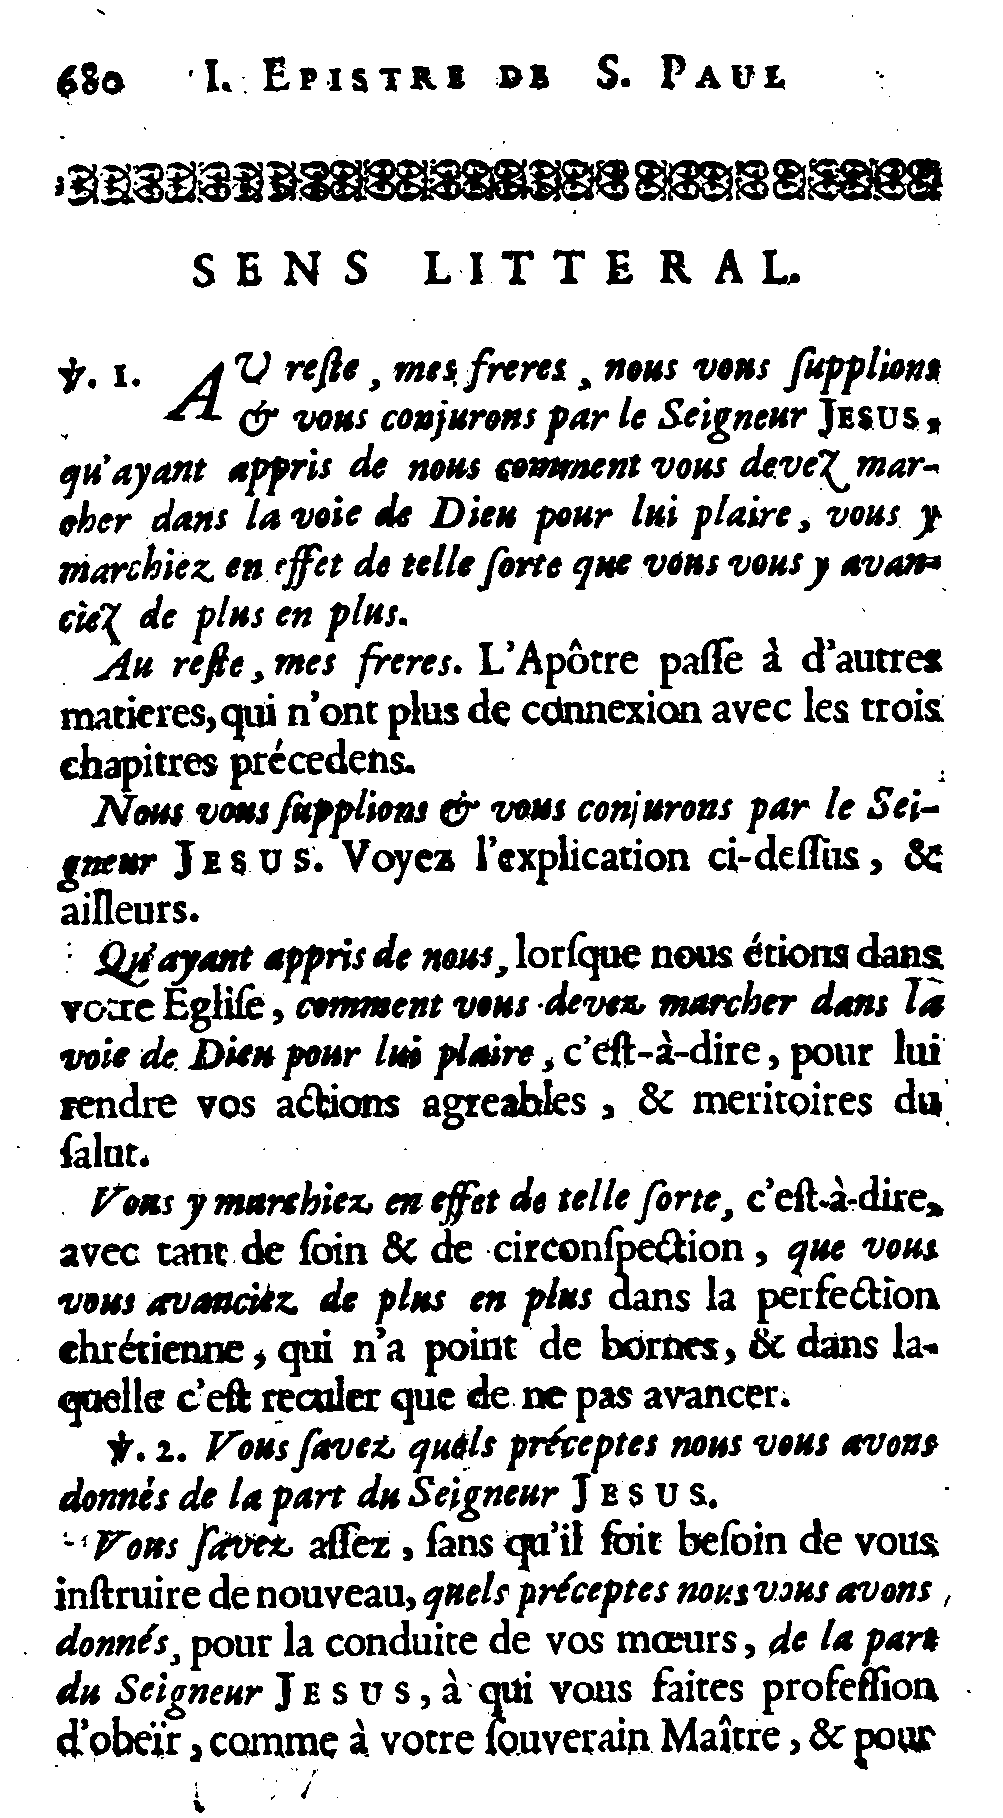 680 I. EPISTRE DE S. PAUL
SENS LITTERAL.
℣. 1. AU reſte, mes freres, nous vous ſupplions
& vous conjurons par le Seigneur JESUS,
qu'ayant appris de nous comment vous devez mar-
cher dans la voie de Dieu pour lui plaire, vous y
marchiez en effet de telle ſorte que vous vous y avan-
ciez de plus en plus.
Au reſte, mes freres. L'Apôtre paſſe à d'autres
matieres, qui n'ont plus de connexion avec les trois
chapitres précedens.
Nous vous ſupplions & vous conjurons par le Sei-
gneur JESUS. Voyez l'explication ci-deſſus, &
ailleurs.
Qu'ayant appris de nous, lorſque nous étions dans
votre Egliſe, comment vous devez marcher dans la
voie de Dieu pour lui plaire, c'eſt-à-dire, pour lui
rendre vos actions agreables, & meritoires du
ſalut.
Vous y marchiez en effet de telle ſorte, c'eſt-à-dire,
avec tant de ſoin & de circonſpection, que vous
vous avanciez de plus en plus dans la perfection
chrétienne, qui n'a point de bornes, & dans la-
quelle c'eſt reculer que de ne pas avancer.
℣. 2. Vous ſavez quels préceptes nous vous avons
donnés de la part du Seigneur JESUS.
Vous ſavez aſſez, ſans qu'il ſoit beſoin de vous
inſtruire de nouveau, quels préceptes nous vous avons
donnés, pour la conduite de vos mœurs, de la part
du Seigneur JESUS, à qui vous faites profeſſion
d'obeïr, comme à votre ſouverain Maître, & pour